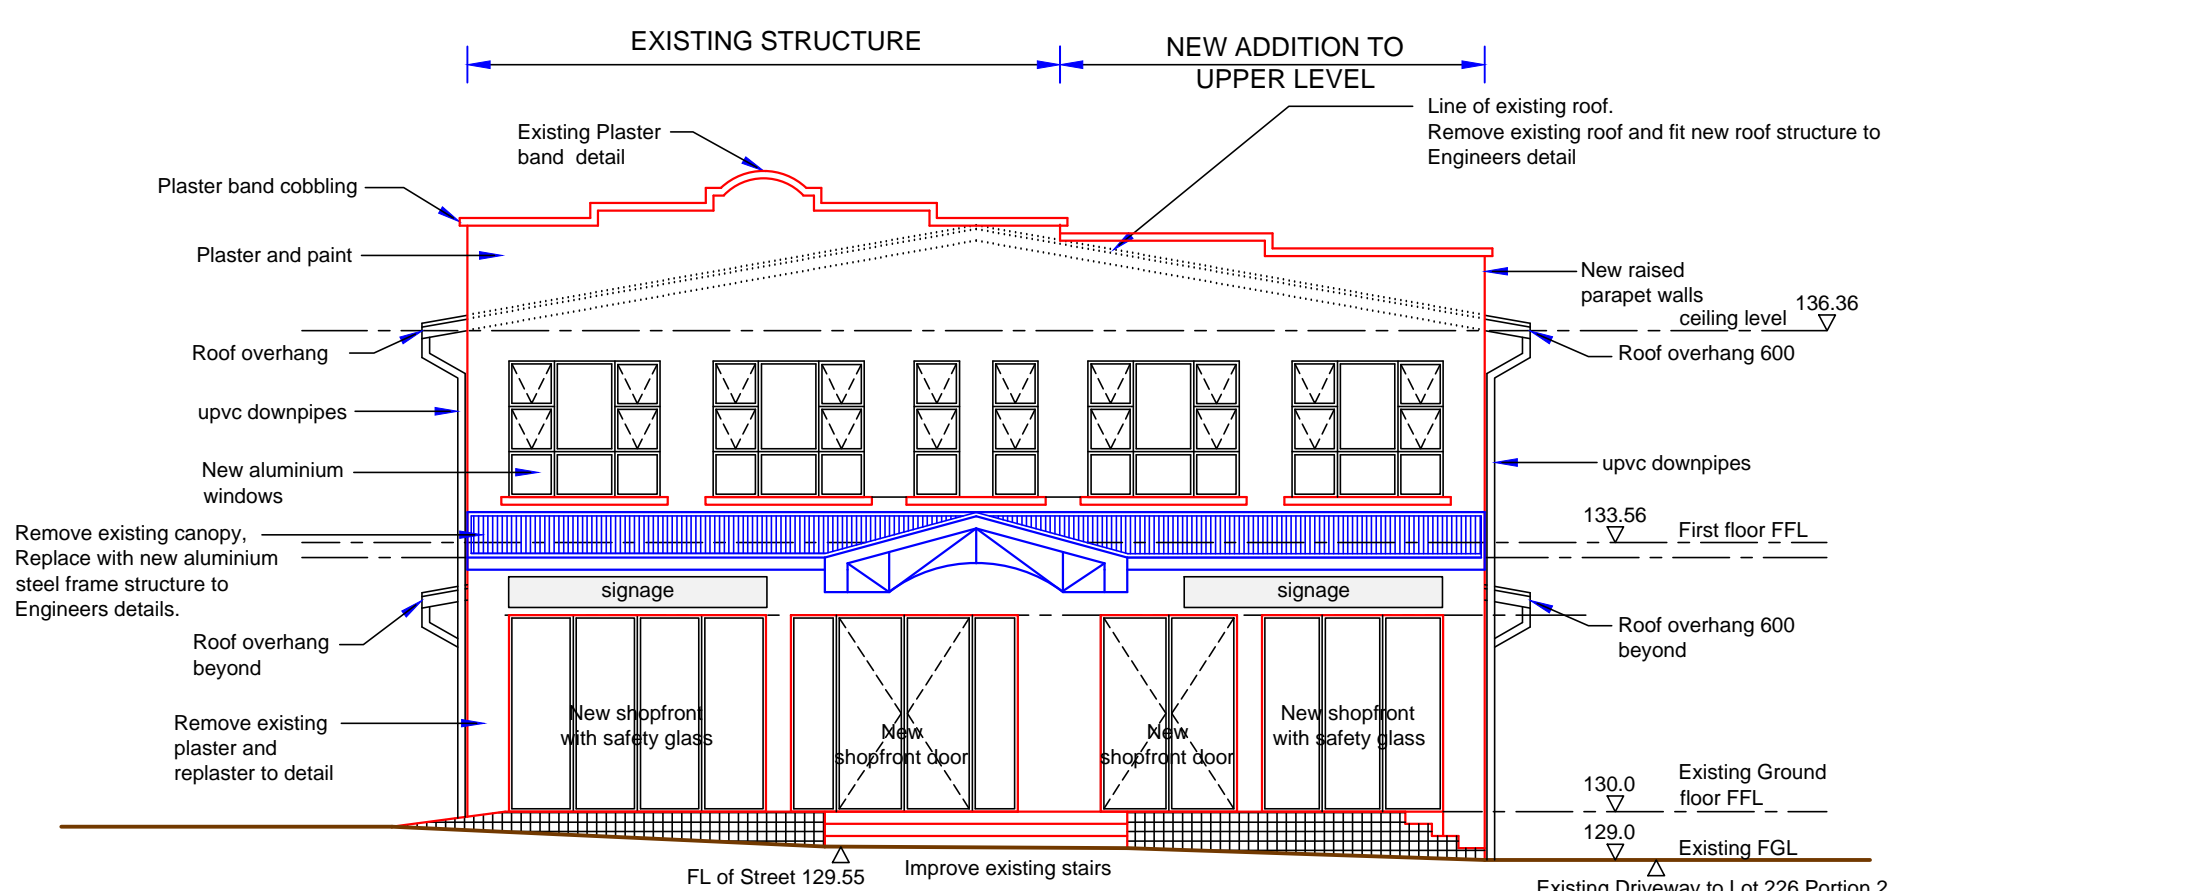 EXISTING STRUCTURE
NEW ADDITION TO
UPPER LEVEL
Line of existing roof.
Remove existing roof and fit new roof structure to
Engineers detail
Existing Plaster
band detail
Plaster band cobbling
Plaster and paint
New raised
parapet walls
136.36
ceiling level
Roof overhang
Roof overhang 600
upvc downpipes
upvc downpipes
New aluminium
windows
133.56
First floor FFL
Remove existing canopy,
Replace with new aluminium
steel frame structure to
Engineers details.
signage
signage
Roof overhang
beyond
Roof overhang 600
beyond
Remove existing
plaster and
replaster to detail
New shopfront
with safety glass
New
shopfront door
New
shopfront door
New shopfront
with safety glass
130.0
Existing Ground
floor FFL
129.0
Existing FGL
FL of Street 129.55
Improve existing stairs
Existing Driveway to Lot 226 Portion 2